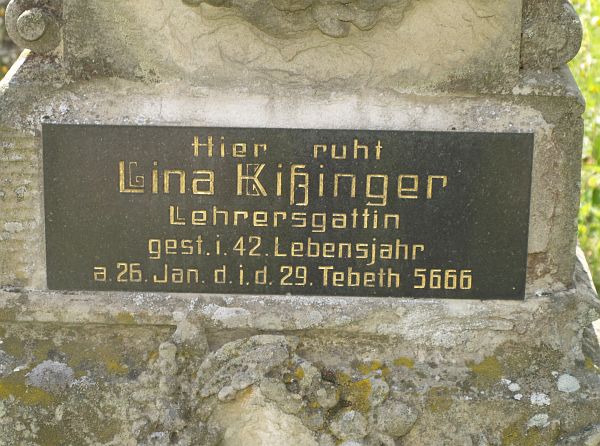 Hier ruht
Lina Kißinger
Lehrersgattin
gest. i. 42. Lebensjahr
a. 26. Jan. d. i. d. 29. Tebeth 5666